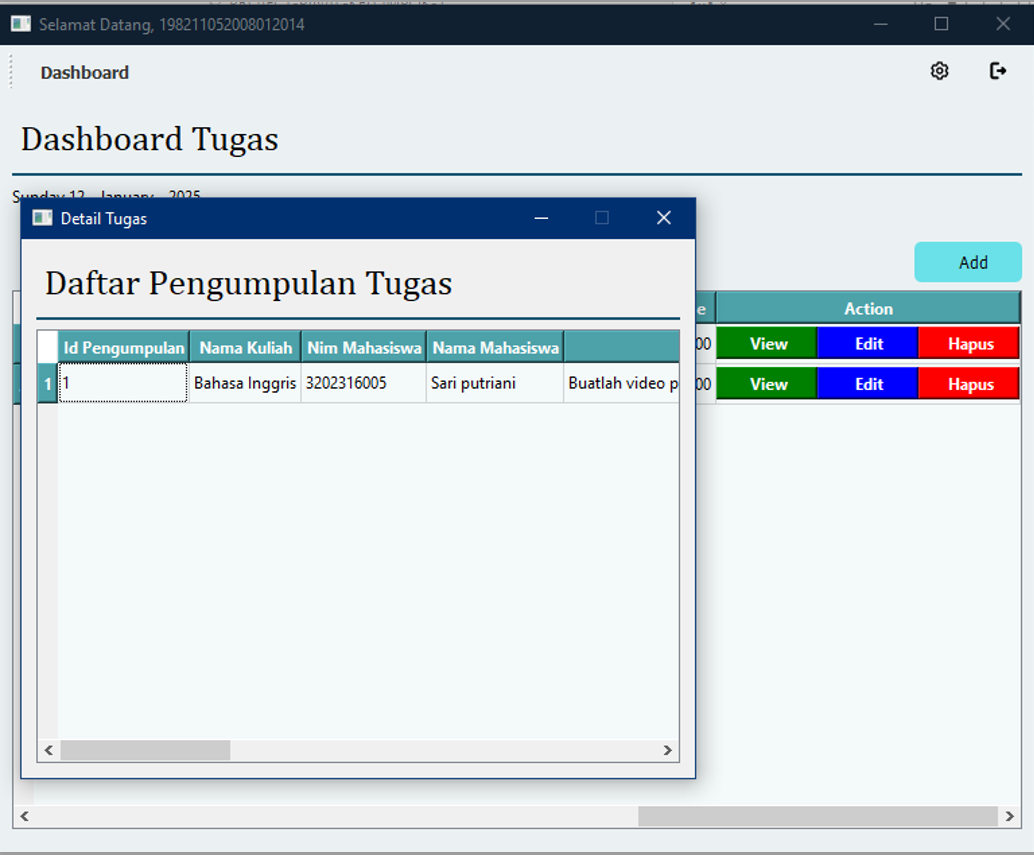 Selamat Datang, 198211052008012014
Dashboard
Dashboard Tugas
Sunday 12 - January - 2025
Detail Tugas
Daftar Pengumpulan Tugas
Add
Id Pengumpulan Nama Kuliah Nim Mahasiswa Nama Mahasiswa
1 1 Bahasa Inggris 3202316005 Sari putriani Buatlah video p
e Action
00 View Edit Hapus
00 View Edit Hapus